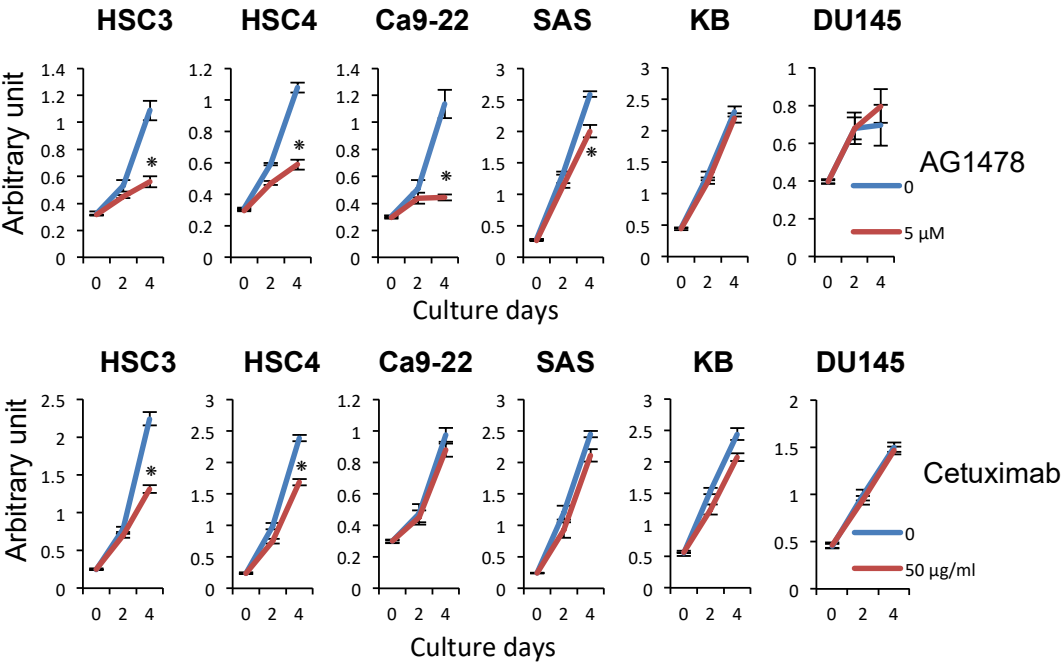 HSC3 HSC4 Ca9-22 SAS KB DU145
Arbitrary unit
1.4 1.2 1 0.8 0.6 0.4 0.2 0
1.2 1 0.8 0.6 0.4 0.2 0
1.4 1.2 1 0.8 0.6 0.4 0.2 0
3 2.5 2 1.5 1 0.5 0
3 2.5 2 1.5 1 0.5 0
1 0.8 0.6 0.4 0.2 0
* * * *
0 2 4 0 2 4 0 2 4 0 2 4 0 2 4 0 2 4
AG1478
0
5 μM
Culture days
HSC3 HSC4 Ca9-22 SAS KB DU145
Arbitrary unit
2.5 2 1.5 1 0.5 0
3 2.5 2 1.5 1 0.5 0
1.2 1 0.8 0.6 0.4 0.2 0
3 2.5 2 1.5 1 0.5 0
3 2.5 2 1.5 1 0.5 0
2 1.5 1 0.5 0
* *
0 2 4 0 2 4 0 2 4 0 2 4 0 2 4 0 2 4
Cetuximab
0
50 μg/ml
Culture days